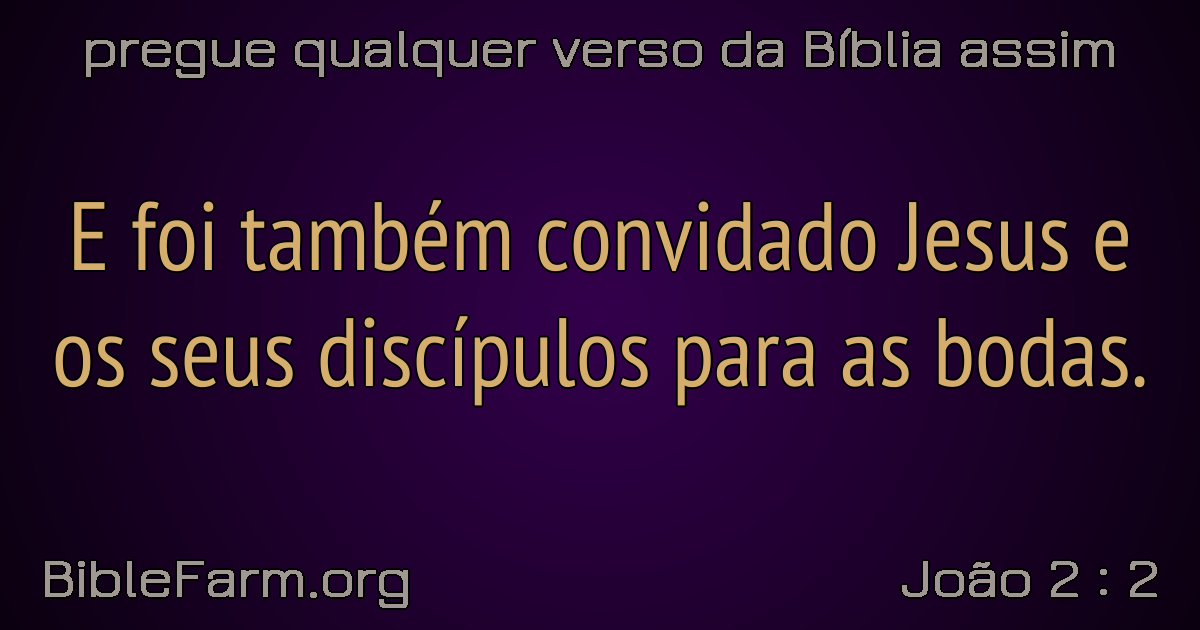 pregue qualquer verso da Bíblia assim
E foi também convidado Jesus e
os seus discípulos para as bodas.
BibleFarm.org
João 2 : 2